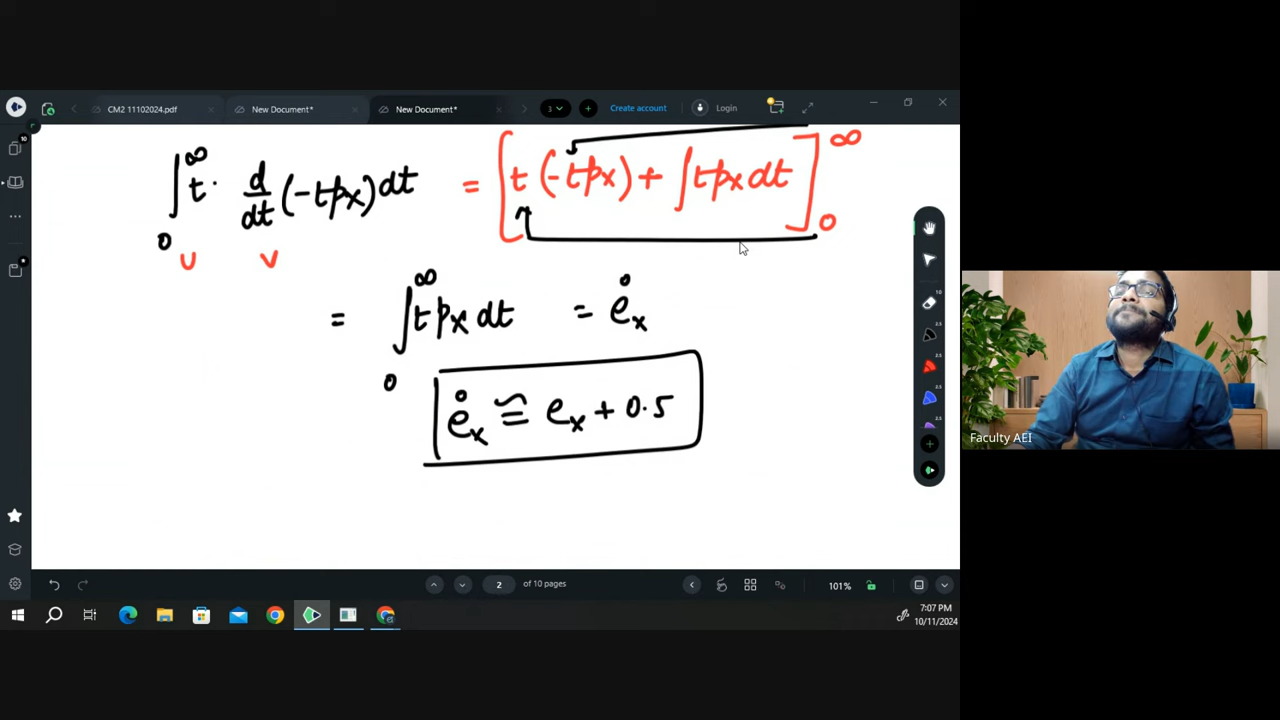 CM2 11102024.pdf
New Document*
New Document*
3
Create account
Login
∫₀^∞ t · d/dt (-tpx) dt = [t (-tpx) + ∫tpx dt]₀^∞
U V
= ∫₀^∞ tpx dt = e̊x
e̊x ≅ ex + 0.5
Faculty AEI
2 of 10 pages
101%
7:07 PM
10/11/2024